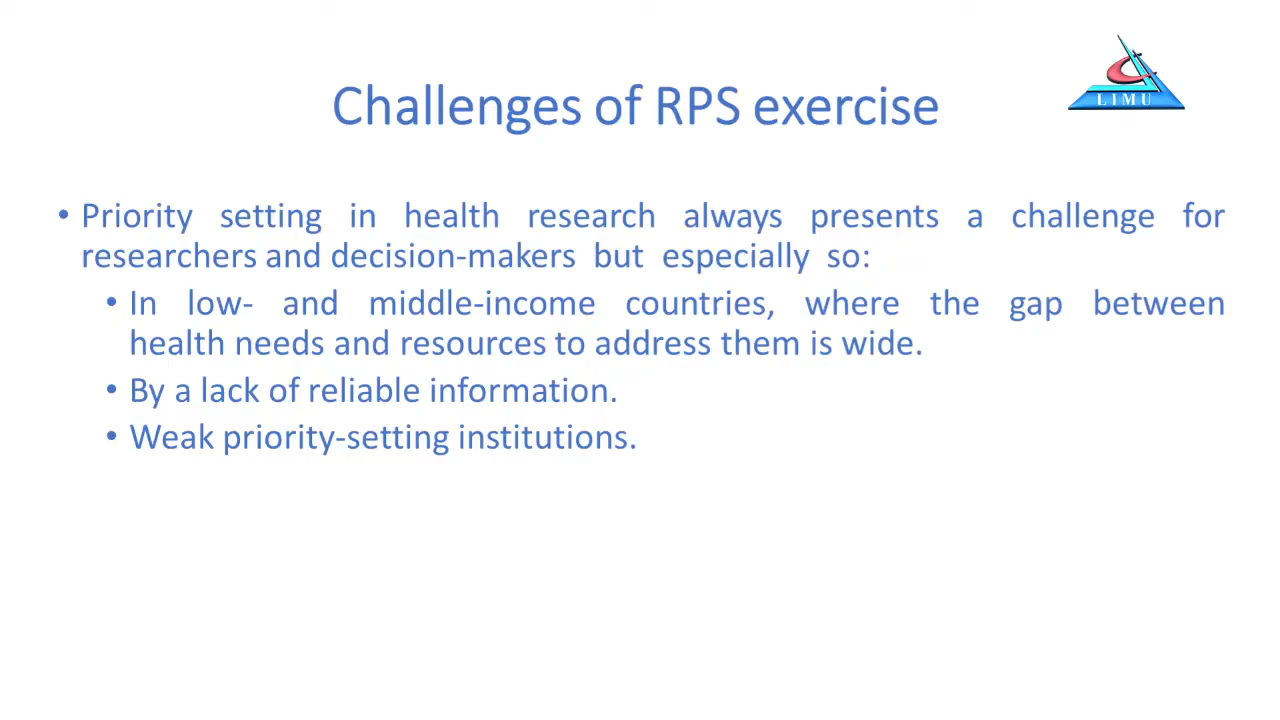 LIMU
Challenges of RPS exercise
• Priority setting in health research always presents a challenge for
researchers and decision-makers but especially so:
• In low- and middle-income countries, where the gap between
health needs and resources to address them is wide.
• By a lack of reliable information.
• Weak priority-setting institutions.